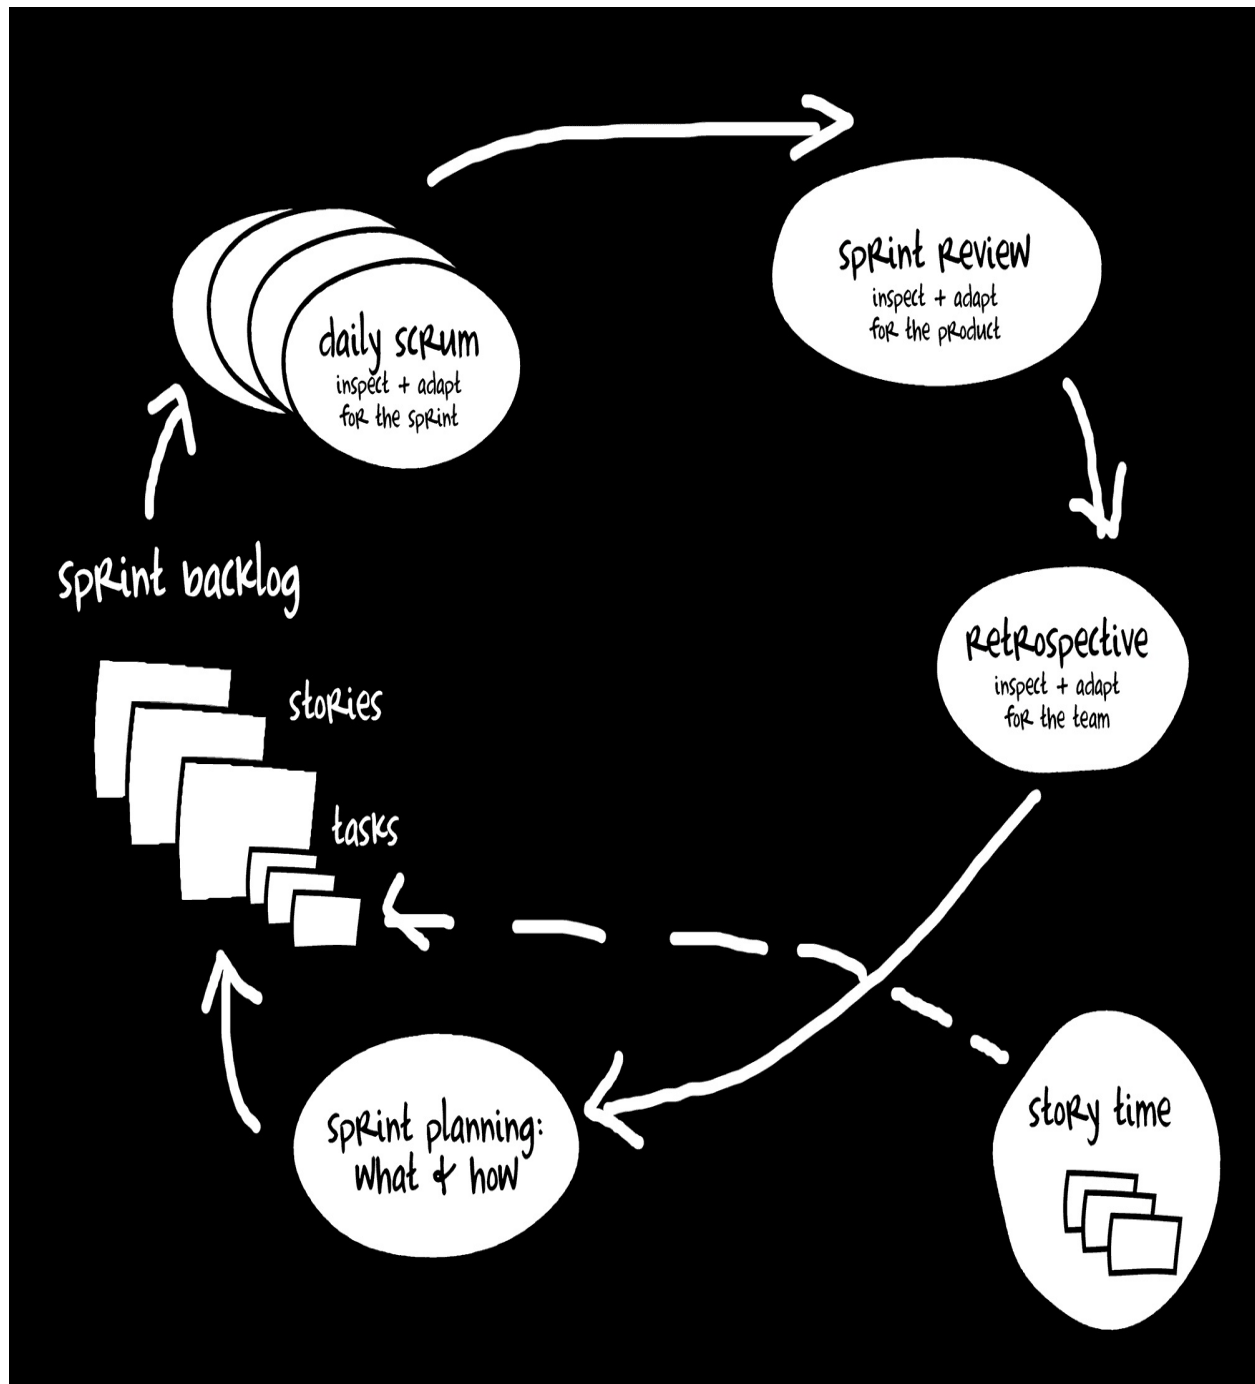 sprint review
inspect + adapt
for the product
daily scrum
inspect + adapt
for the sprint
sprint backlog
stories
tasks
retrospective
inspect + adapt
for the team
story time
sprint planning:
what & how